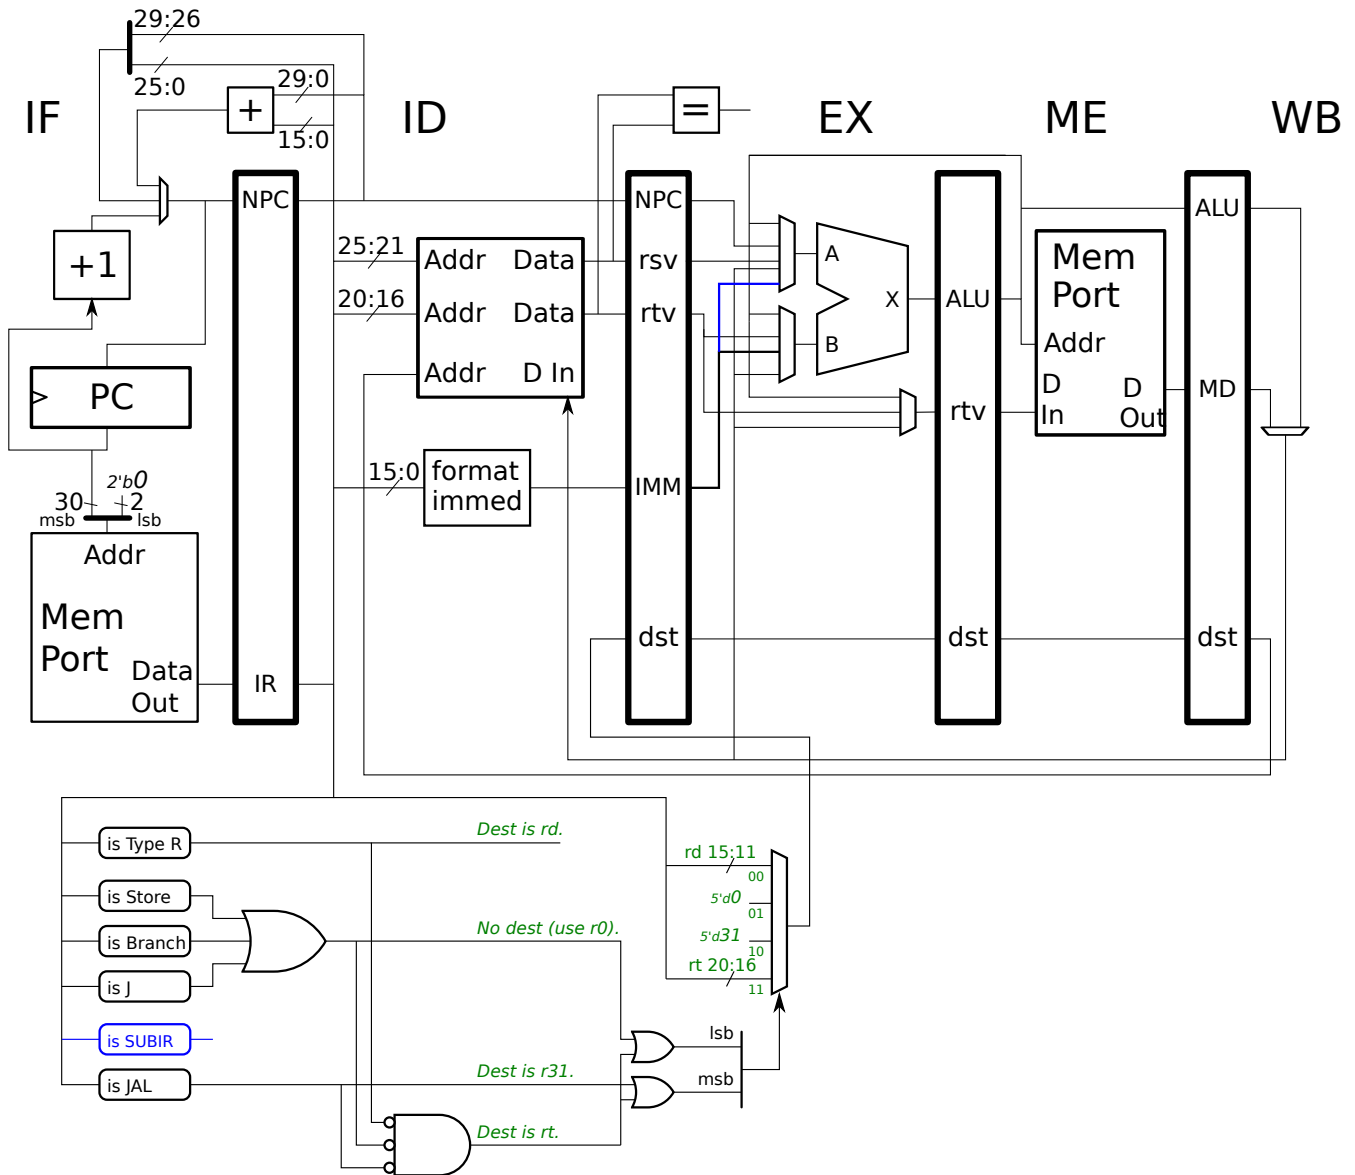 29:26
25:0
29:0
15:0
+
=
IF
ID
EX
ME
WB
NPC
NPC
ALU
+1
25:21
Addr
Data
rsv
A
Mem
Port
20:16
Addr
Data
rtv
X
ALU
B
Addr
Addr
D In
PC
D
In
D
Out
MD
rtv
15:0
format
immed
IMM
2'b0
30
2
msb
lsb
Addr
Mem
Port
Data
Out
IR
dst
dst
dst
is Type R
Dest is rd.
rd 15:11
00
is Store
5'd0
01
is Branch
No dest (use r0).
5'd31
10
rt 20:16
is J
11
is SUBIR
lsb
is JAL
Dest is r31.
msb
Dest is rt.